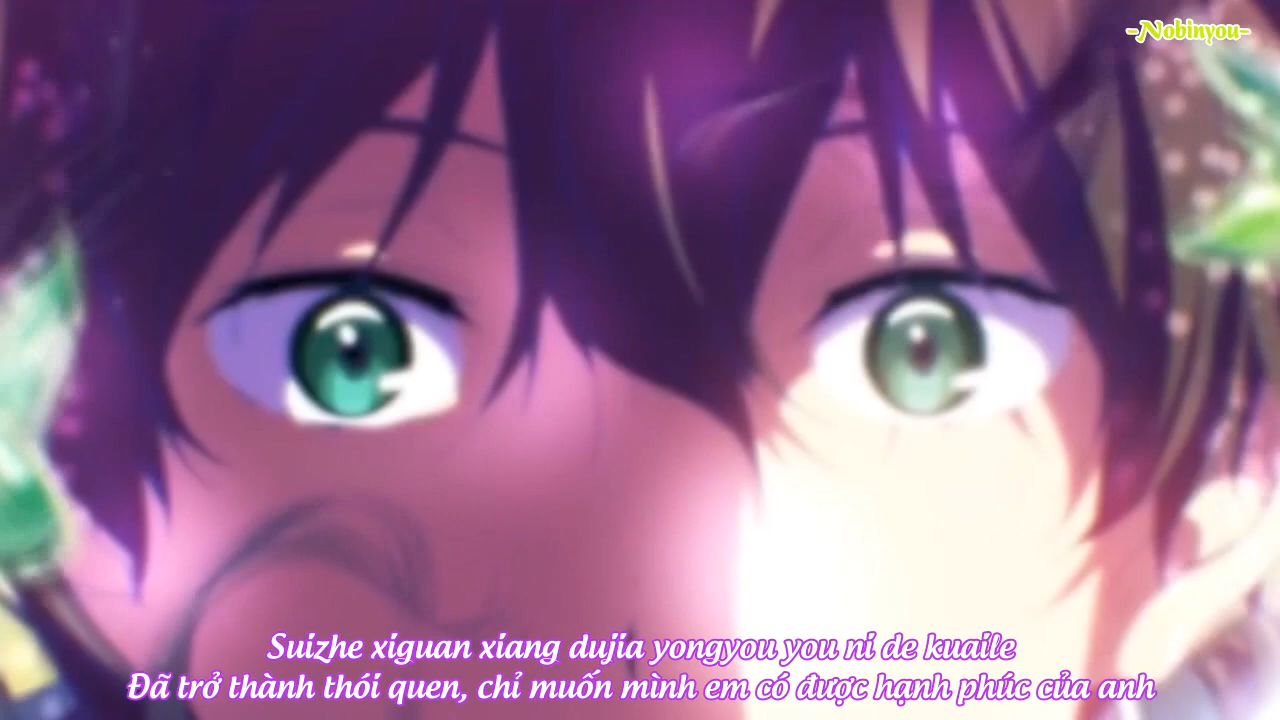 -Nobinyou-
Suizhe xiguan xiang dujia yongyou you ni de kuaile
Đã trở thành thói quen, chỉ muốn mình em có được hạnh phúc của anh